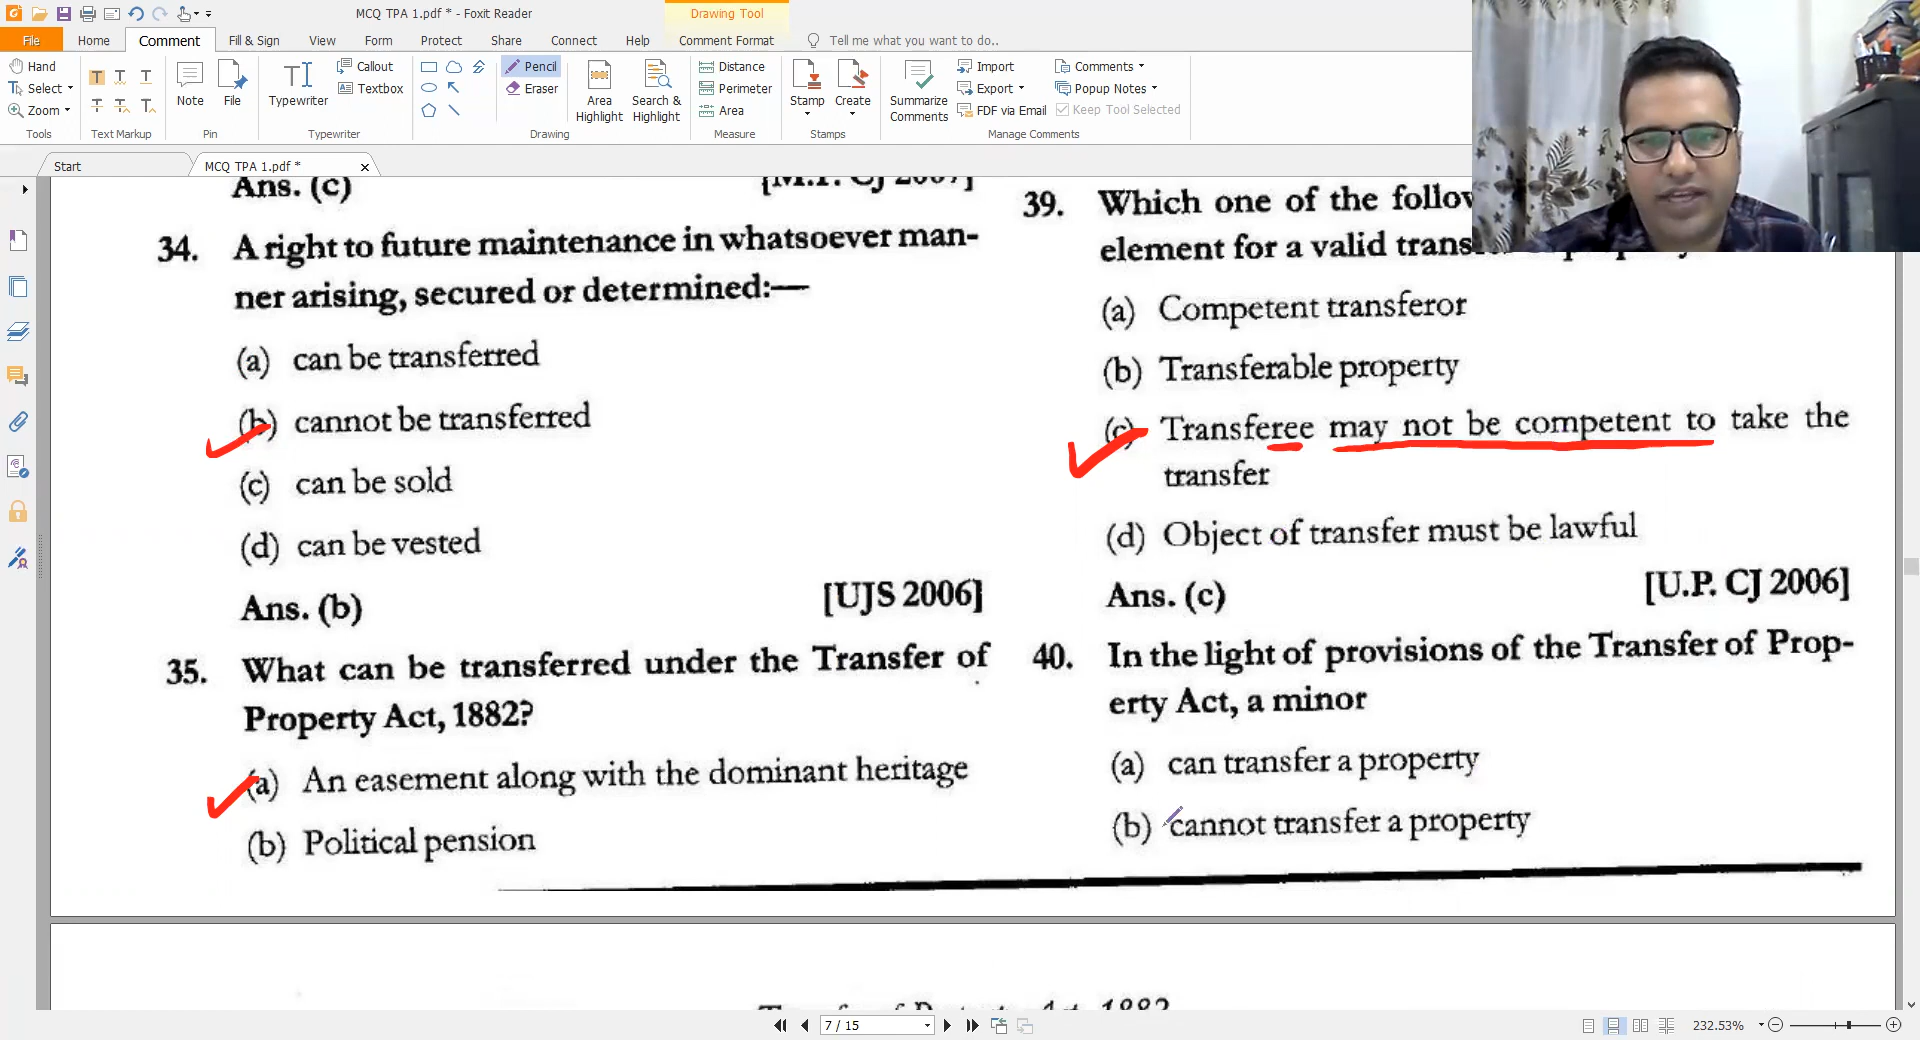 MCQ TPA 1.pdf * - Foxit Reader
Drawing Tool
File
Home
Comment
Fill & Sign
View
Form
Protect
Share
Connect
Help
Comment Format
Tell me what you want to do..
Hand
Select
Zoom
Tools
Text Markup
Note
File
Pin
Typewriter
Callout
Textbox
Typewriter
Pencil
Eraser
Drawing
Area
Highlight
Search &
Highlight
Distance
Perimeter
Area
Measure
Stamp
Create
Stamps
Summarize
Comments
Import
Export
FDF via Email
Comments
Popup Notes
Keep Tool Selected
Manage Comments
Start
MCQ TPA 1.pdf *
Ans. (c)
34. A right to future maintenance in whatsoever man-
ner arising, secured or determined:—
(a) can be transferred
(b) cannot be transferred
(c) can be sold
(d) can be vested
Ans. (b) [UJS 2006]
35. What can be transferred under the Transfer of
Property Act, 1882?
(a) An easement along with the dominant heritage
(b) Political pension
39. Which one of the
element for a valid
(a) Competent transferor
(b) Transferable property
(c) Transferee may not be competent to take the
transfer
(d) Object of transfer must be lawful
Ans. (c) [U.P. CJ 2006]
40. In the light of provisions of the Transfer of Prop-
erty Act, a minor
(a) can transfer a property
(b) cannot transfer a property
7 / 15
232.53%